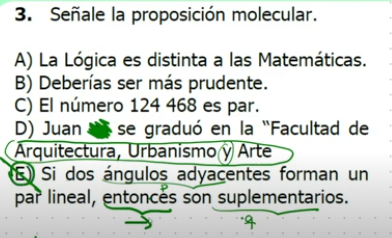 3. Señale la proposición molecular.
A) La Lógica es distinta a las Matemáticas.
B) Deberías ser más prudente.
C) El número 124 468 es par.
D) Juan se graduó en la “Facultad de
Arquitectura, Urbanismo y Arte
E) Si dos ángulos adyacentes forman un
par lineal, entonces son suplementarios.
p
→ q